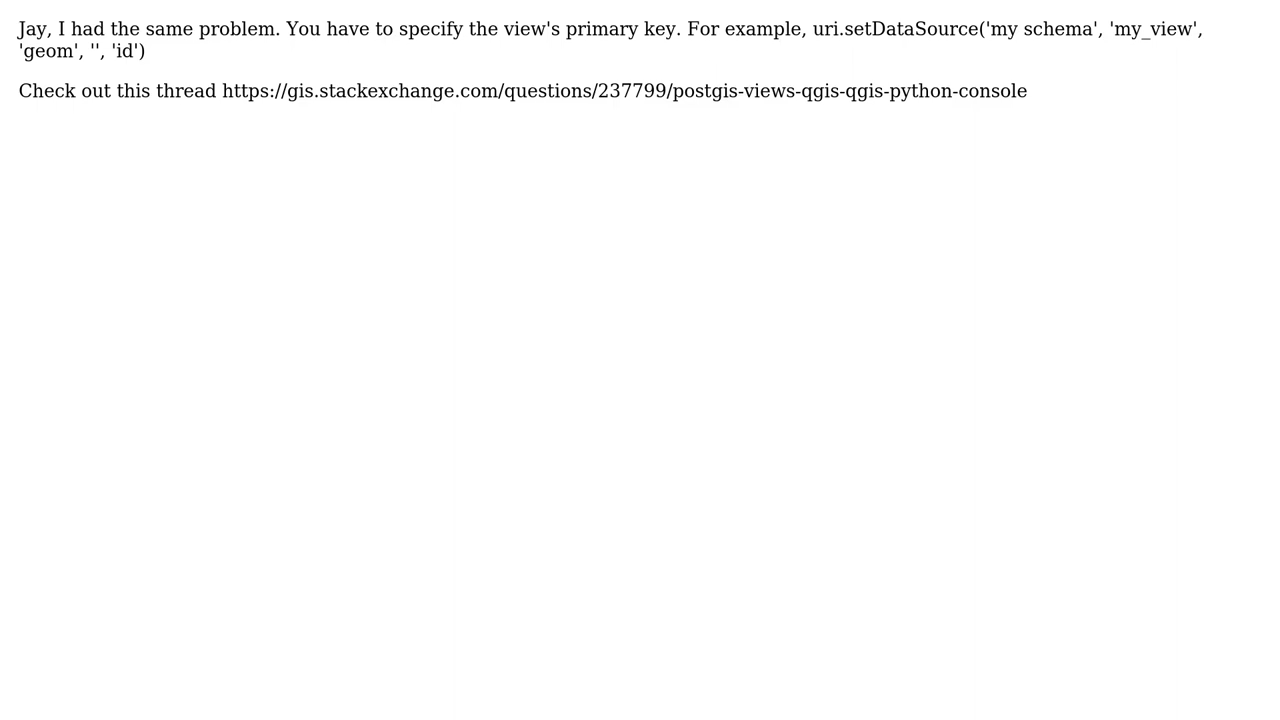 Jay, I had the same problem. You have to specify the view's primary key. For example, uri.setDataSource('my schema', 'my_view',
'geom', '', 'id')
Check out this thread https://gis.stackexchange.com/questions/237799/postgis-views-qgis-qgis-python-console